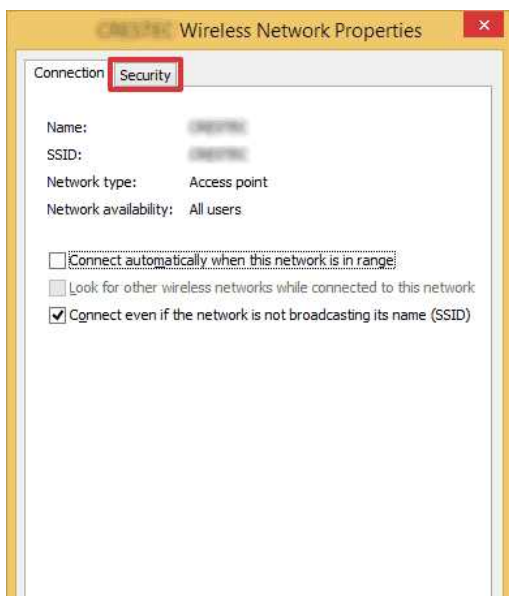 Wireless Network Properties
Connection Security
Name:
SSID:
Network type: Access point
Network availability: All users
Connect automatically when this network is in range
Look for other wireless networks while connected to this network
Connect even if the network is not broadcasting its name (SSID)